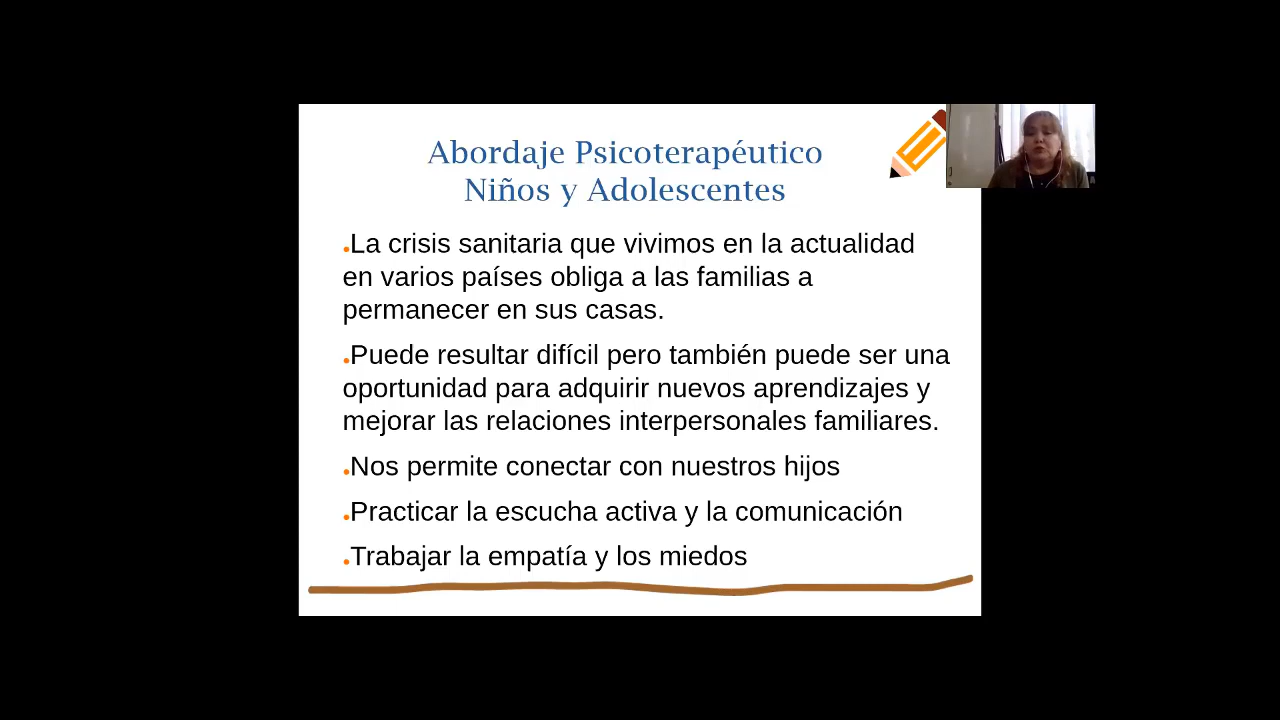 Abordaje Psicoterapéutico
Niños y Adolescentes
.La crisis sanitaria que vivimos en la actualidad
en varios países obliga a las familias a
permanecer en sus casas.
.Puede resultar difícil pero también puede ser una
oportunidad para adquirir nuevos aprendizajes y
mejorar las relaciones interpersonales familiares.
.Nos permite conectar con nuestros hijos
.Practicar la escucha activa y la comunicación
.Trabajar la empatía y los miedos